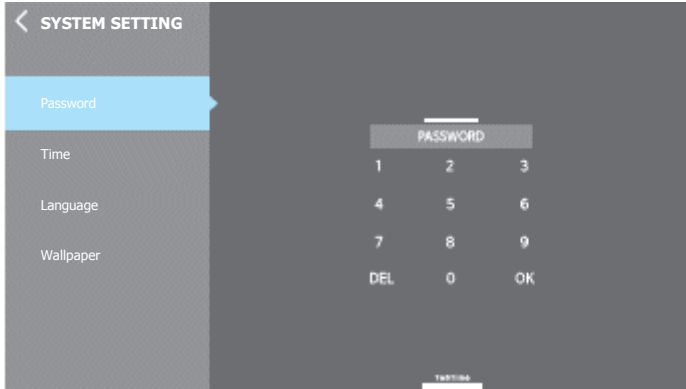 SYSTEM SETTING
Password
Time
Language
Wallpaper
PASSWORD
1 2 3
4 5 6
7 8 9
DEL 0 OK